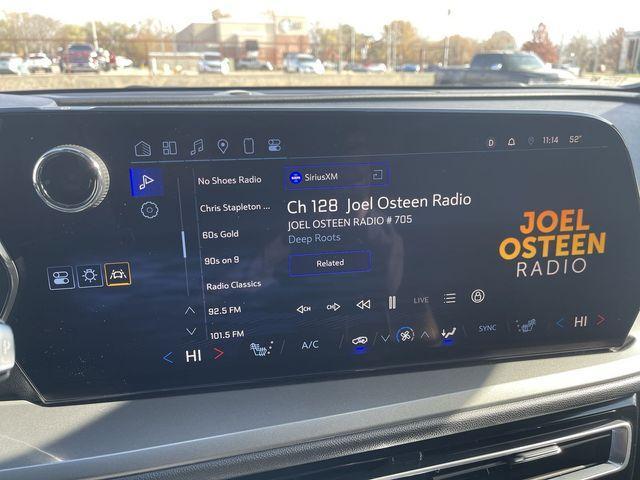 D 11:14 52°
No Shoes Radio
Chris Stapleton ...
60s Gold
90s on 9
Radio Classics
92.5 FM
101.5 FM
SiriusXM
Ch 128 Joel Osteen Radio
JOEL OSTEEN RADIO # 705
Deep Roots
Related
CH CH LIVE
JOEL
OSTEEN
RADIO
HI A/C SYNC HI